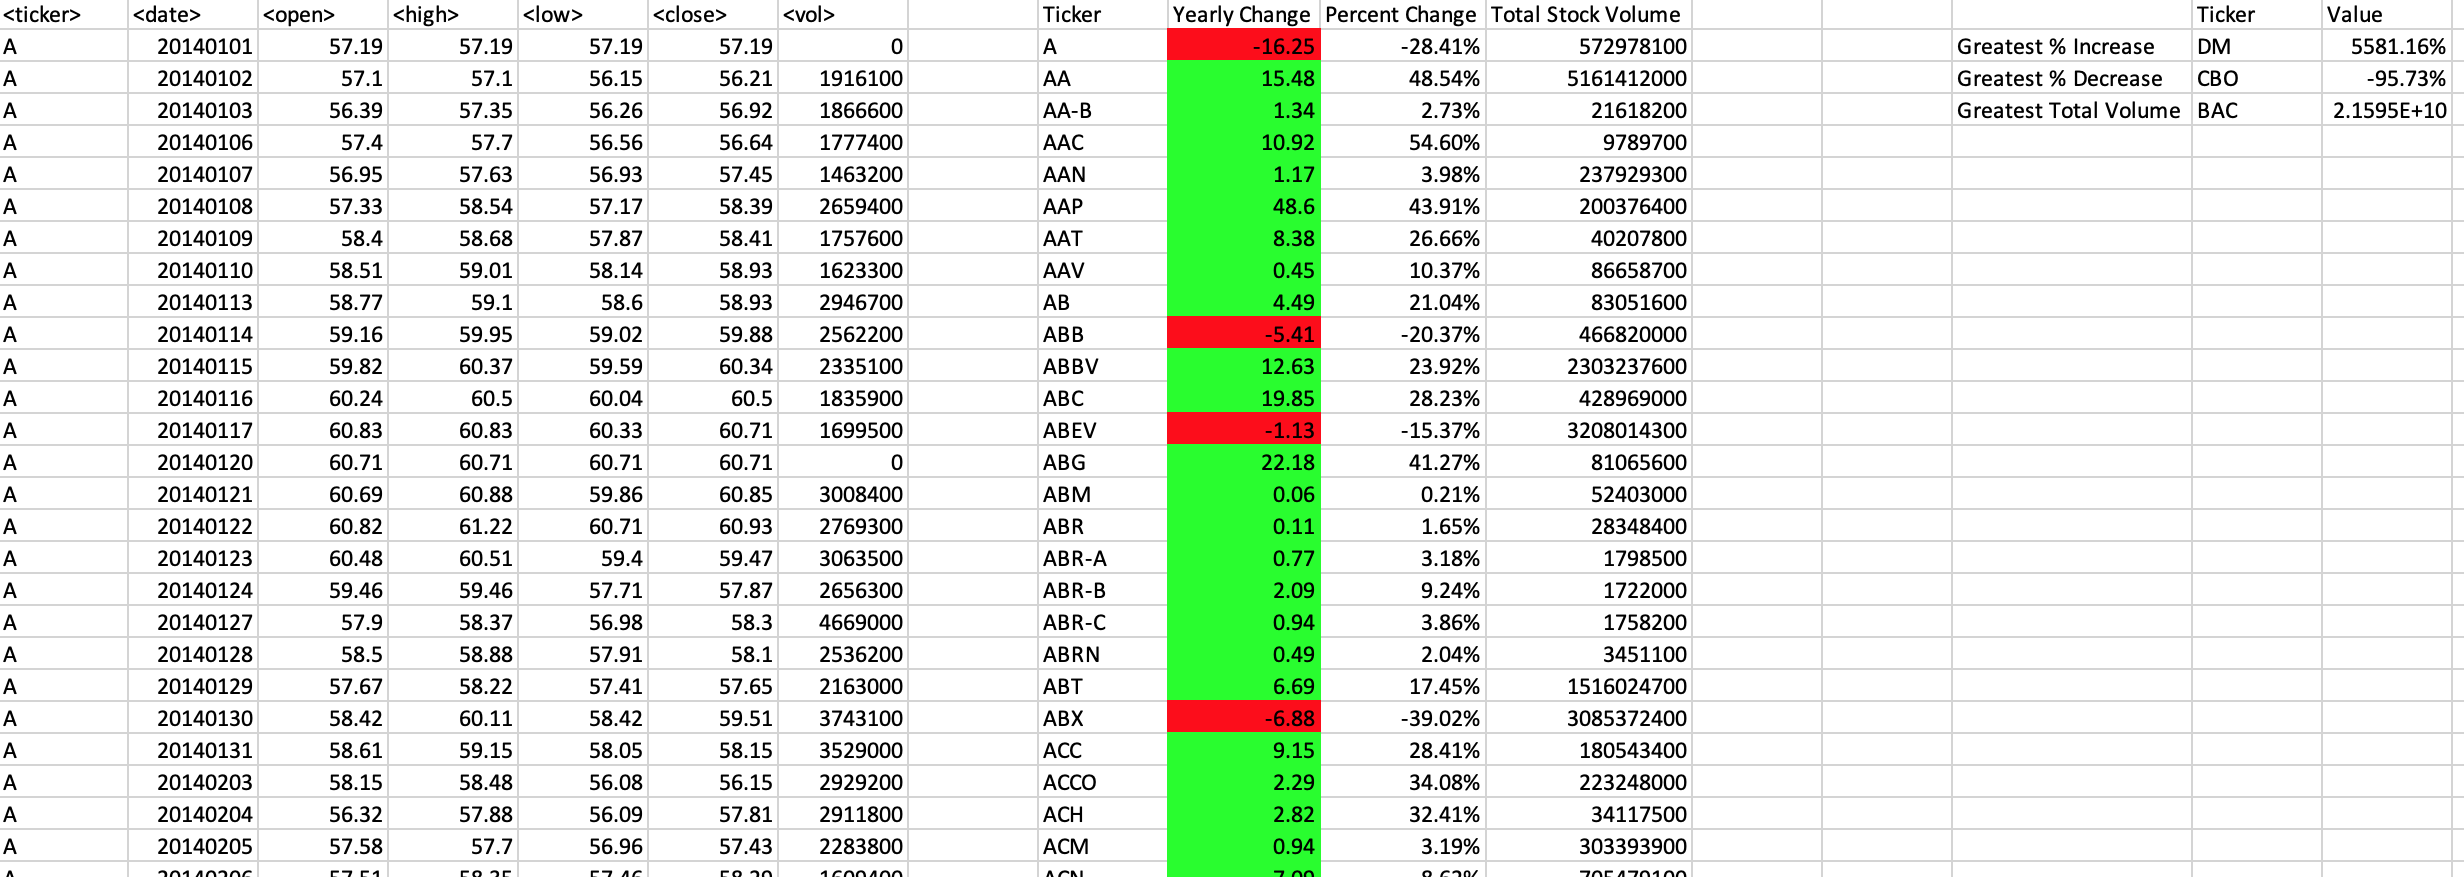 <ticker> <date> <open> <high> <low> <close> <vol> Ticker Yearly Change Percent Change Total Stock Volume Ticker Value
A 20140101 57.19 57.19 57.19 57.19 0 A -16.25 -28.41% 572978100 Greatest % Increase DM 5581.16%
A 20140102 57.1 57.1 56.15 56.21 1916100 AA 15.48 48.54% 5161412000 Greatest % Decrease CBO -95.73%
A 20140103 56.39 57.35 56.26 56.92 1866600 AA-B 1.34 2.73% 21618200 Greatest Total Volume BAC 2.1595E+10
A 20140106 57.4 57.7 56.56 56.64 1777400 AAC 10.92 54.60% 9789700
A 20140107 56.95 57.63 56.93 57.45 1463200 AAN 1.17 3.98% 237929300
A 20140108 57.33 58.54 57.17 58.39 2659400 AAP 48.6 43.91% 200376400
A 20140109 58.4 58.68 57.87 58.41 1757600 AAT 8.38 26.66% 40207800
A 20140110 58.51 59.01 58.14 58.93 1623300 AAV 0.45 10.37% 86658700
A 20140113 58.77 59.1 58.6 58.93 2946700 AB 4.49 21.04% 83051600
A 20140114 59.16 59.95 59.02 59.88 2562200 ABB -5.41 -20.37% 466820000
A 20140115 59.82 60.37 59.59 60.34 2335100 ABBV 12.63 23.92% 2303237600
A 20140116 60.24 60.5 60.04 60.5 1835900 ABC 19.85 28.23% 428969000
A 20140117 60.83 60.83 60.33 60.71 1699500 ABEV -1.13 -15.37% 3208014300
A 20140120 60.71 60.71 60.71 60.71 0 ABG 22.18 41.27% 81065600
A 20140121 60.69 60.88 59.86 60.85 3008400 ABM 0.06 0.21% 52403000
A 20140122 60.82 61.22 60.71 60.93 2769300 ABR 0.11 1.65% 28348400
A 20140123 60.48 60.51 59.4 59.47 3063500 ABR-A 0.77 3.18% 1798500
A 20140124 59.46 59.46 57.71 57.87 2656300 ABR-B 2.09 9.24% 1722000
A 20140127 57.9 58.37 56.98 58.3 4669000 ABR-C 0.94 3.86% 1758200
A 20140128 58.5 58.88 57.91 58.1 2536200 ABRN 0.49 2.04% 3451100
A 20140129 57.67 58.22 57.41 57.65 2163000 ABT 6.69 17.45% 1516024700
A 20140130 58.42 60.11 58.42 59.51 3743100 ABX -6.88 -39.02% 3085372400
A 20140131 58.61 59.15 58.05 58.15 3529000 ACC 9.15 28.41% 180543400
A 20140203 58.15 58.48 56.08 56.15 2929200 ACCO 2.29 34.08% 223248000
A 20140204 56.32 57.88 56.09 57.81 2911800 ACH 2.82 32.41% 34117500
A 20140205 57.58 57.7 56.96 57.43 2283800 ACM 0.94 3.19% 303393900